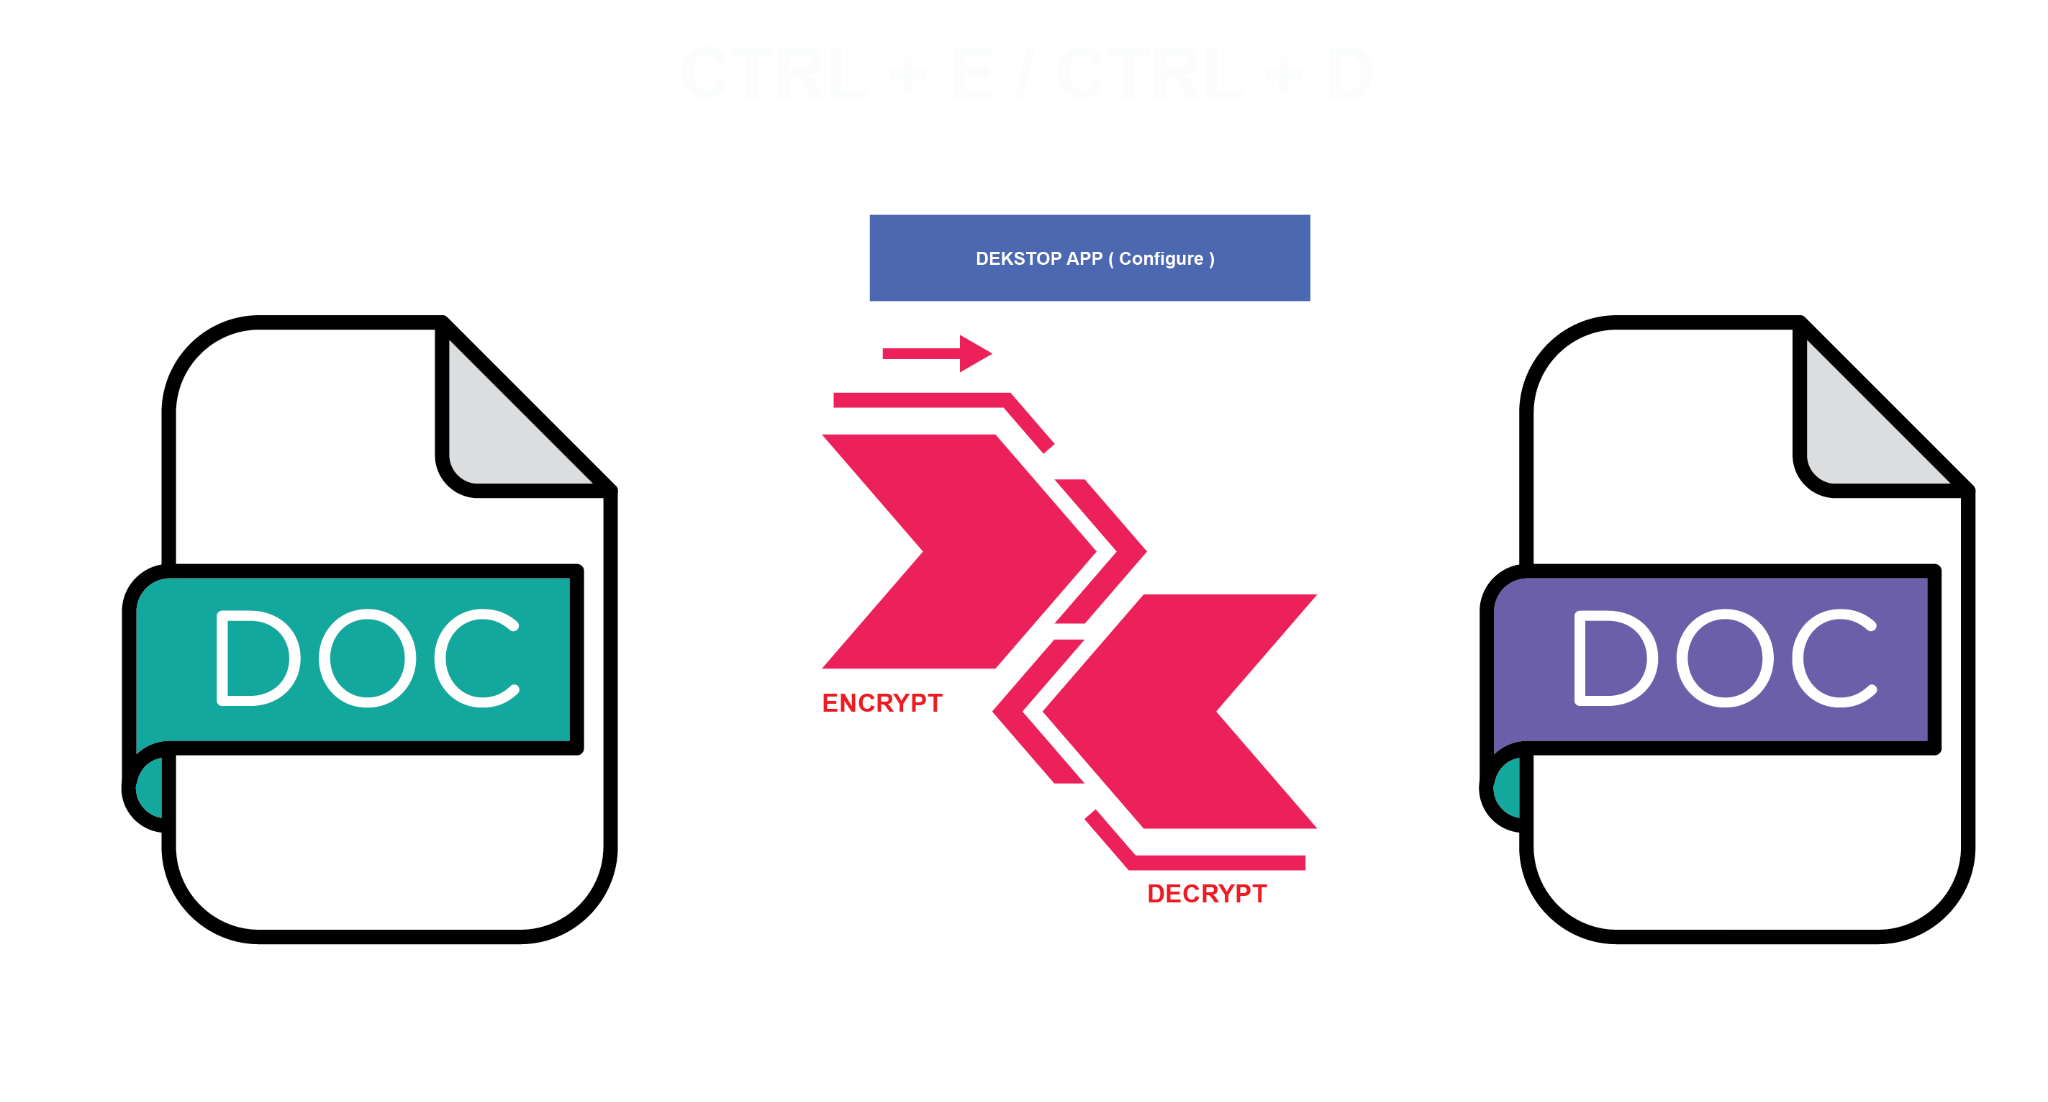 CTRL + E / CTRL + D
DEKSTOP APP ( Configure )
DOC
DOC
ENCRYPT
DECRYPT